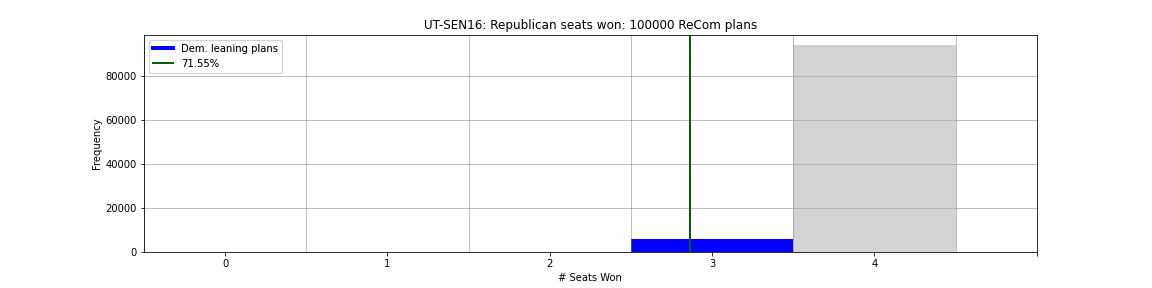 UT-SEN16: Republican seats won: 100000 ReCom plans
Dem. leaning plans
71.55%
80000
60000
40000
20000
0
Frequency
0 1 2 3 4
# Seats Won